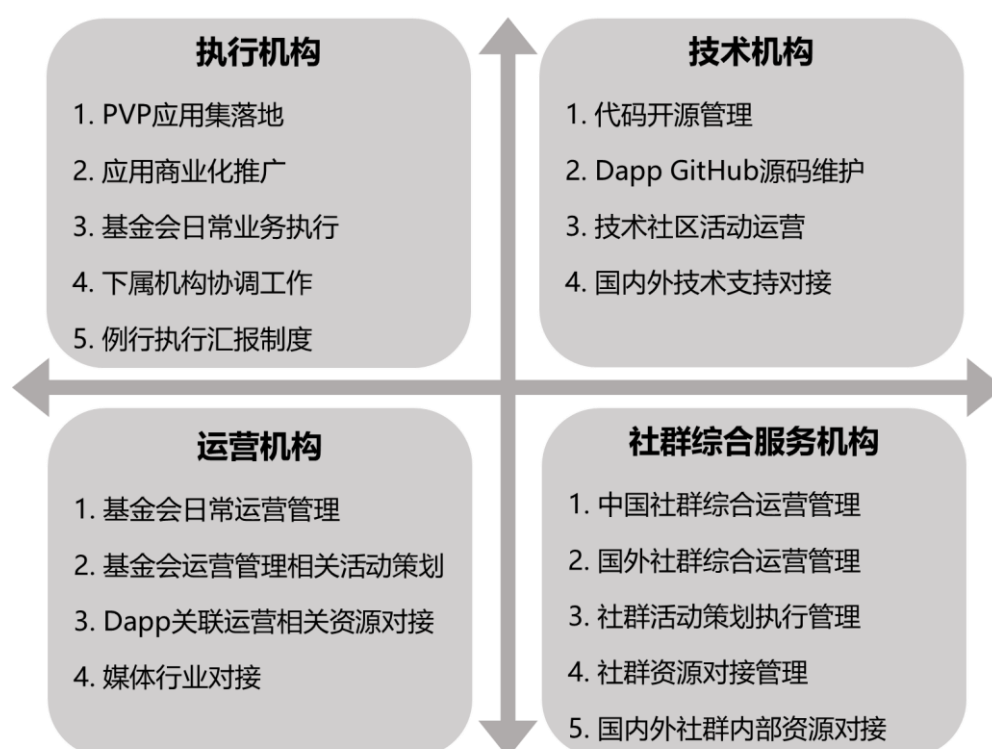 执行机构
1. PVP应用集落地
2. 应用商业化推广
3. 基金会日常业务执行
4. 下属机构协调工作
5. 例行执行汇报制度
技术机构
1. 代码开源管理
2. Dapp GitHub源码维护
3. 技术社区活动运营
4. 国内外技术支持对接
运营机构
1. 基金会日常运营管理
2. 基金会运营管理相关活动策划
3. Dapp关联运营相关资源对接
4. 媒体行业对接
社群综合服务机构
1. 中国社群综合运营管理
2. 国外社群综合运营管理
3. 社群活动策划执行管理
4. 社群资源对接管理
5. 国内外社群内部资源对接